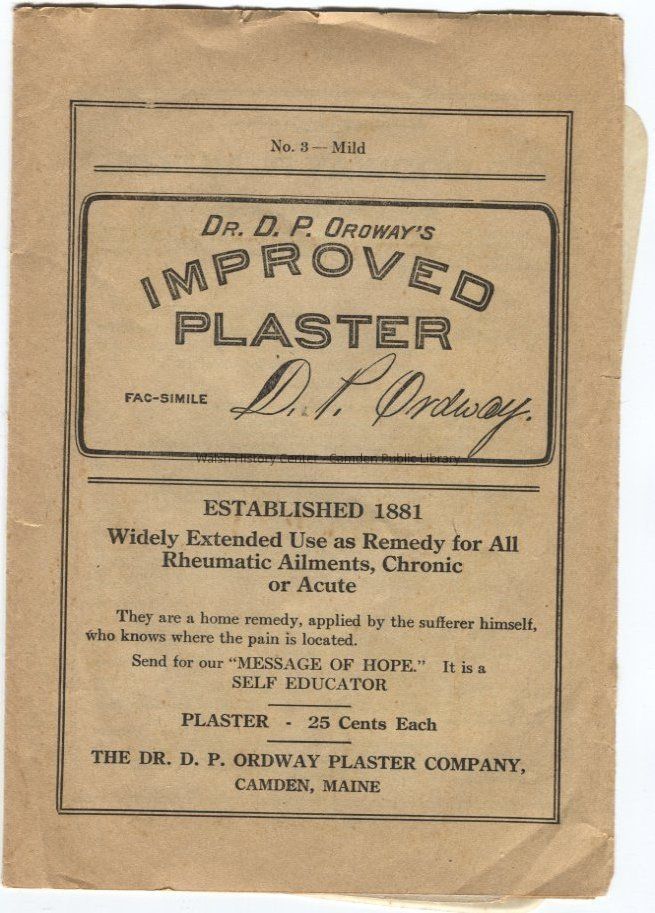 No. 3 — Mild
DR. D. P. ORDWAY'S
IMPROVED
PLASTER
FAC-SIMILE D. P. Ordway.
Walsh History Center - Camden Public Library
ESTABLISHED 1881
Widely Extended Use as Remedy for All
Rheumatic Ailments, Chronic
or Acute
They are a home remedy, applied by the sufferer himself,
who knows where the pain is located.
Send for our "MESSAGE OF HOPE." It is a
SELF EDUCATOR
PLASTER - 25 Cents Each
THE DR. D. P. ORDWAY PLASTER COMPANY,
CAMDEN, MAINE